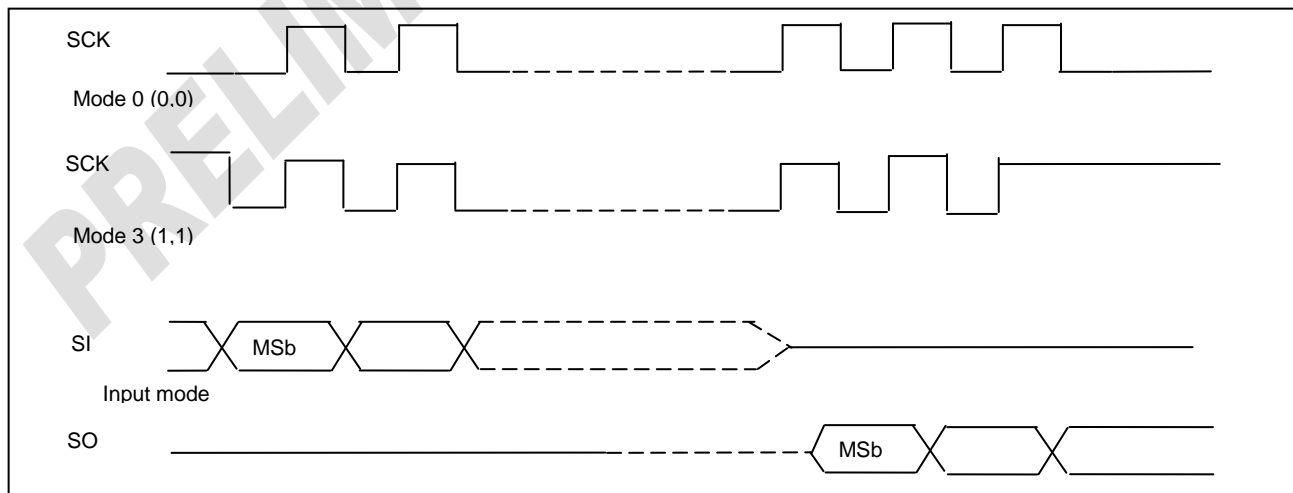 SCK
Mode 0 (0,0)
SCK
Mode 3 (1,1)
SI
MSb
Input mode
SO
MSb
PRELIM